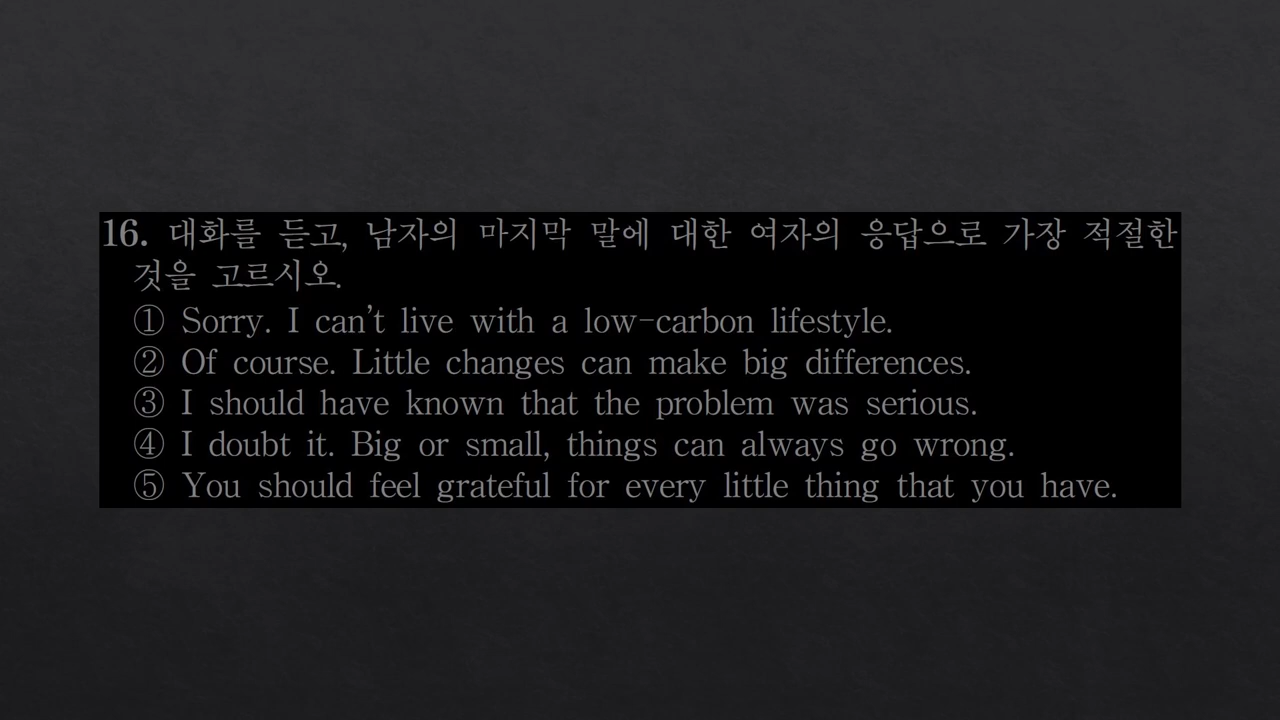 16. 대화를 듣고, 남자의 마지막 말에 대한 여자의 응답으로 가장 적절한
것을 고르시오.
① Sorry. I can’t live with a low-carbon lifestyle.
② Of course. Little changes can make big differences.
③ I should have known that the problem was serious.
④ I doubt it. Big or small, things can always go wrong.
⑤ You should feel grateful for every little thing that you have.